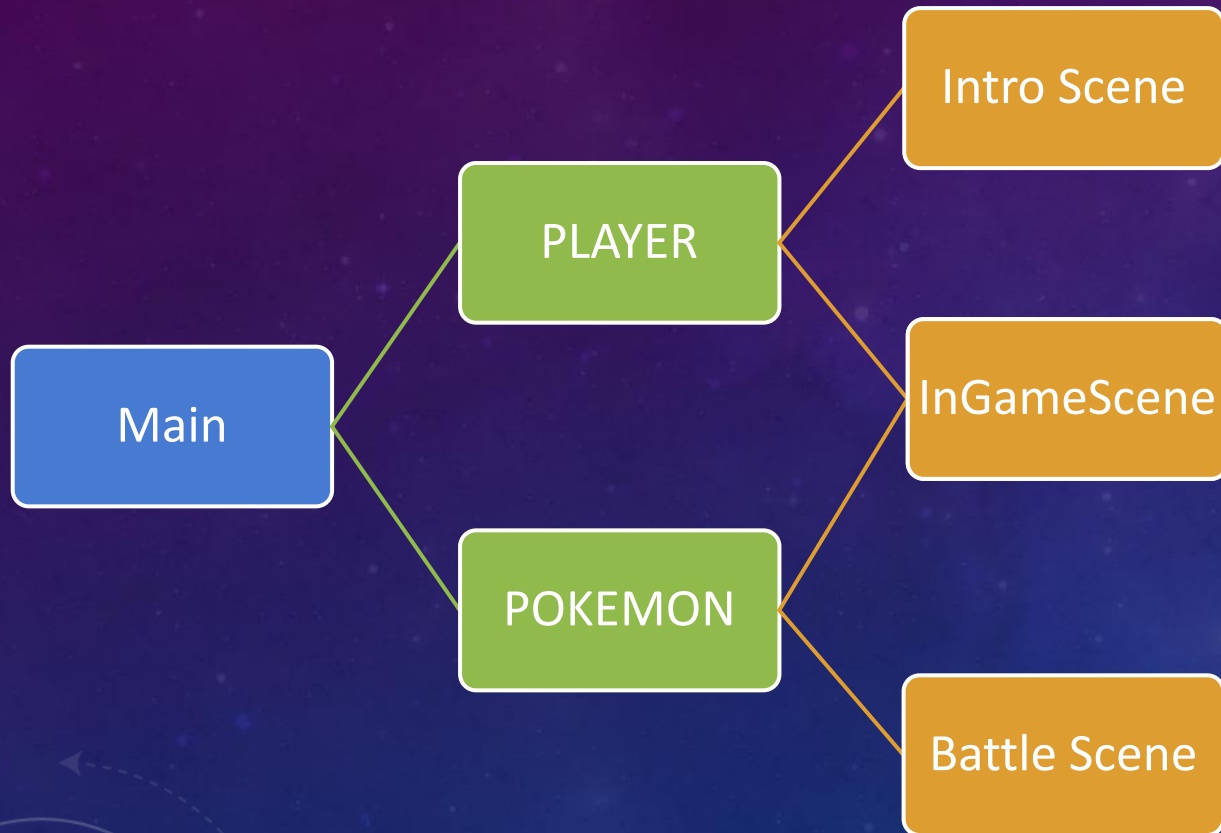 Main
PLAYER
POKEMON
Intro Scene
InGameScene
Battle Scene